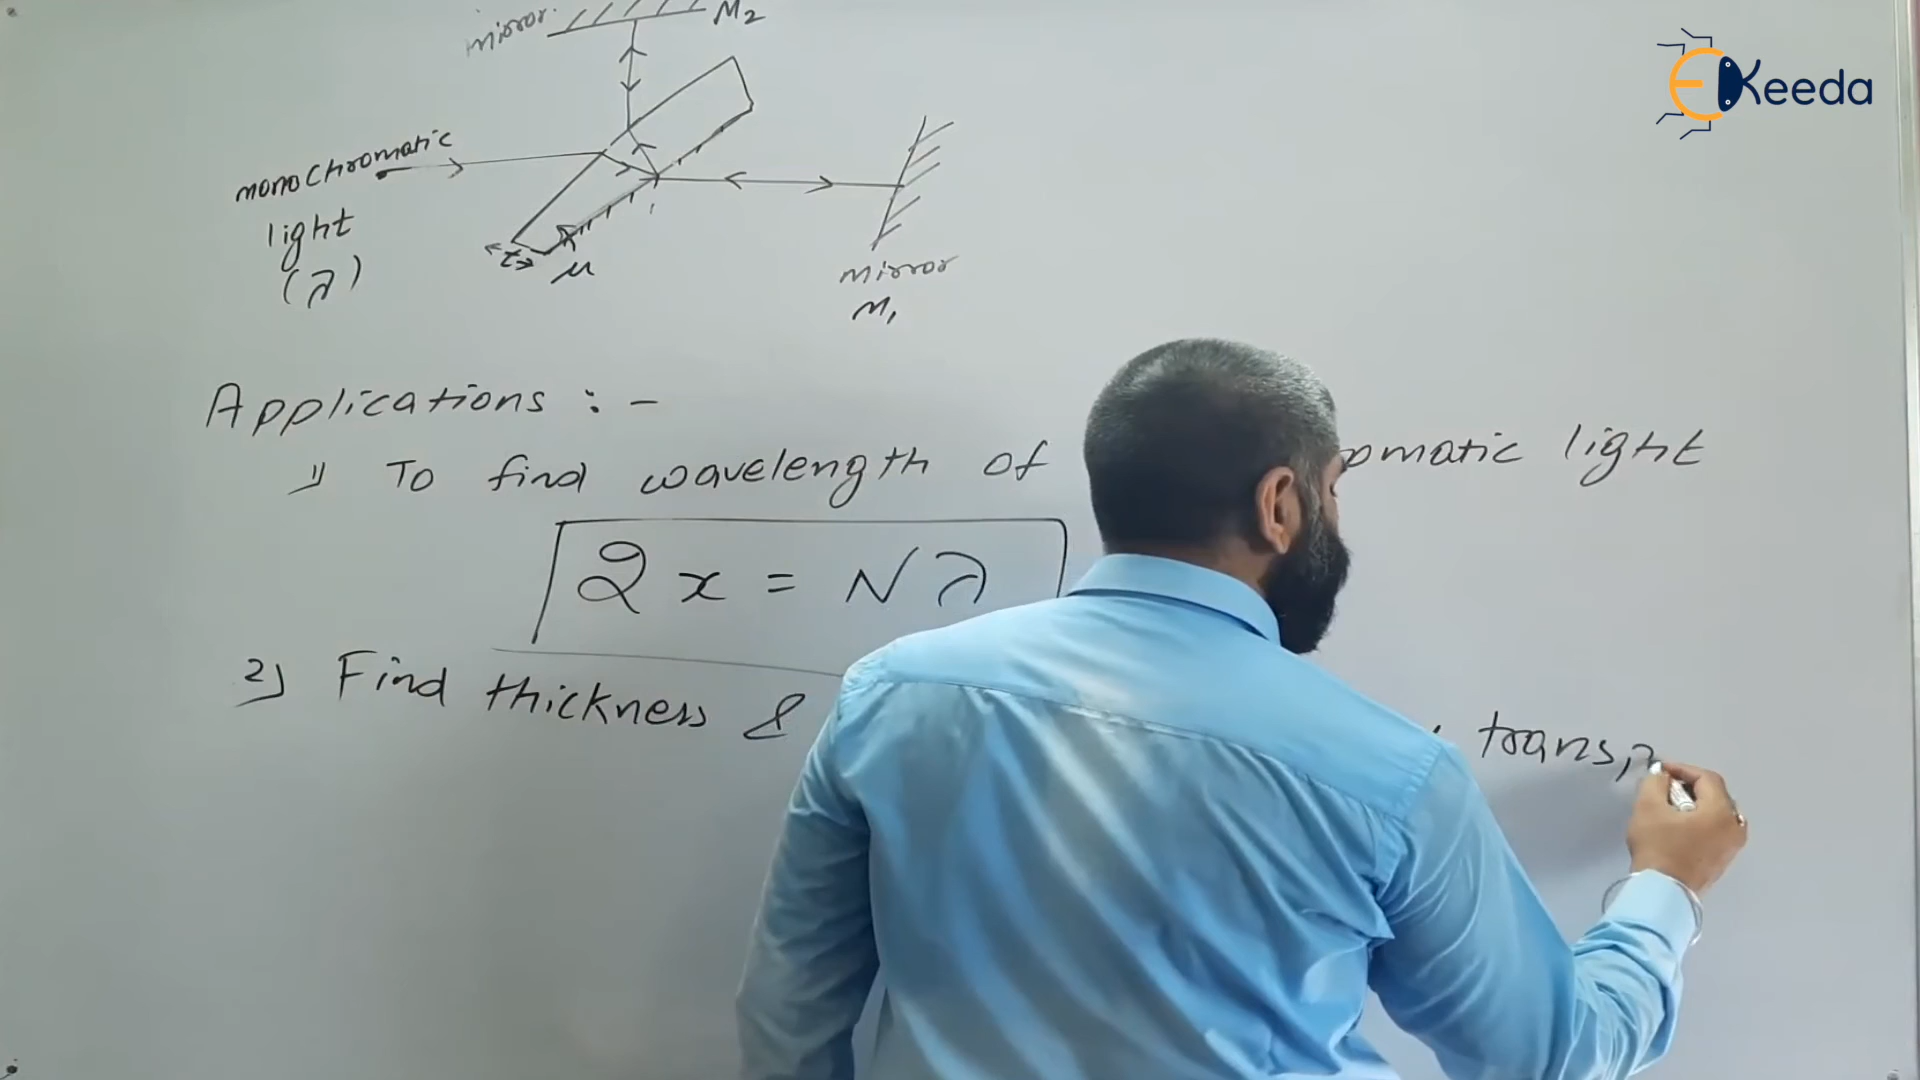 mirror. M2
EKeeda
monochromatic
light
(λ)
t
μ
mirror
M1
Applications :-
1) To find wavelength of omatic light
2x = Nλ
2) Find thickness & transp